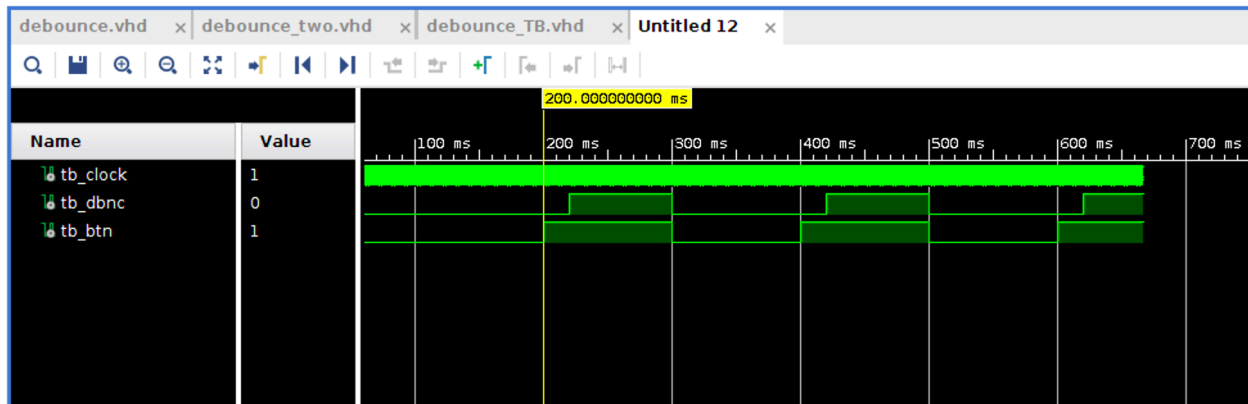 debounce.vhd × debounce_two.vhd × debounce_TB.vhd × Untitled 12 ×
200.000000000 ms
Name Value
100 ms 200 ms 300 ms 400 ms 500 ms 600 ms 700 ms
tb_clock 1
tb_dbnc 0
tb_btn 1